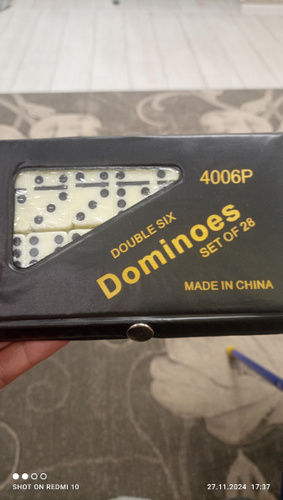 4006P
DOUBLE SIX
Dominoes
SET OF 28
MADE IN CHINA
SHOT ON REDMI 10
27.11.2024 17:37